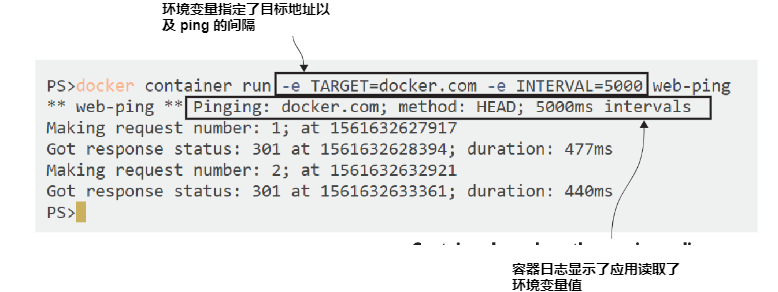 环境变量指定了目标地址以
及 ping 的间隔
PS>docker container run -e TARGET=docker.com -e INTERVAL=5000 web-ping
** web-ping ** Pinging: docker.com; method: HEAD; 5000ms intervals
Making request number: 1; at 1561632627917
Got response status: 301 at 1561632628394; duration: 477ms
Making request number: 2; at 1561632632921
Got response status: 301 at 1561632633361; duration: 440ms
PS>
容器日志显示了应用读取了
环境变量值